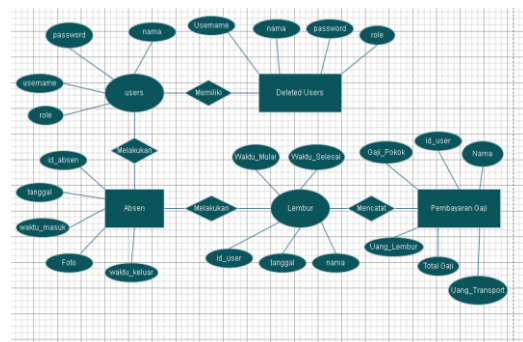 Username
password
nama
nama
password
role
username
users
Memiliki
Deleted Users
role
Melakukan
id_absen
Waktu_Mulai
Waktu_Selesai
Gaji_Pokok
id_user
Nama
tanggal
Absen
Melakukan
Lembur
Mencatat
Pembayaran Gaji
waktu_masuk
Foto
waktu_keluar
id_user
tanggal
nama
Uang_Lembur
Total Gaji
Uang_Transport